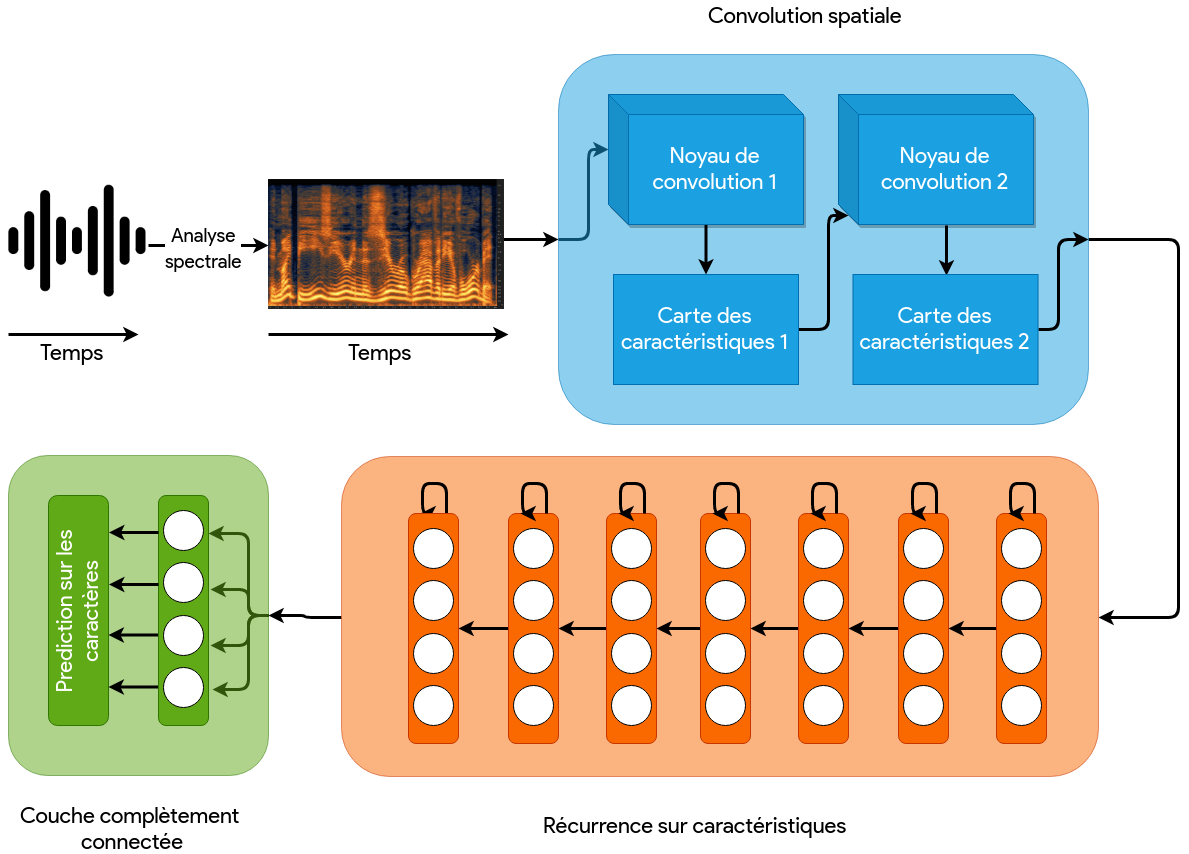 Convolution spatiale
Noyau de
convolution 1
Noyau de
convolution 2
Analyse
spectrale
Carte des
caractéristiques 1
Carte des
caractéristiques 2
Temps
Temps
Prediction sur les
caractères
Couche complètement
connectée
Récurrence sur caractéristiques